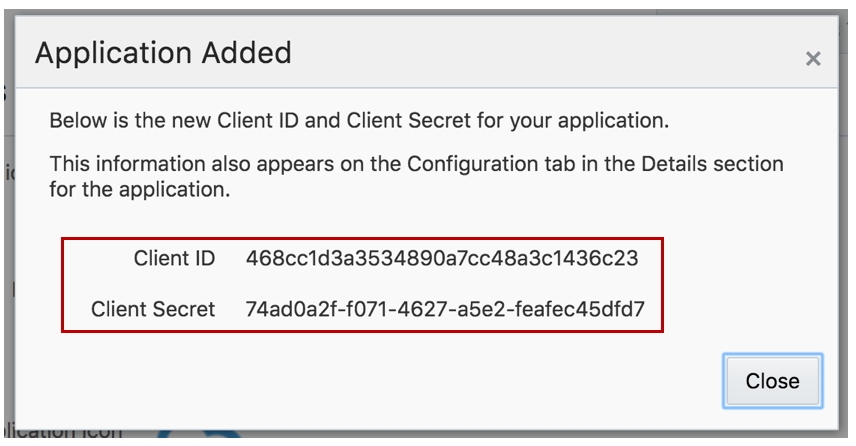 Application Added
×
Below is the new Client ID and Client Secret for your application.
This information also appears on the Configuration tab in the Details section
for the application.
Client ID 468cc1d3a3534890a7cc48a3c1436c23
Client Secret 74ad0a2f-f071-4627-a5e2-feafec45dfd7
Close